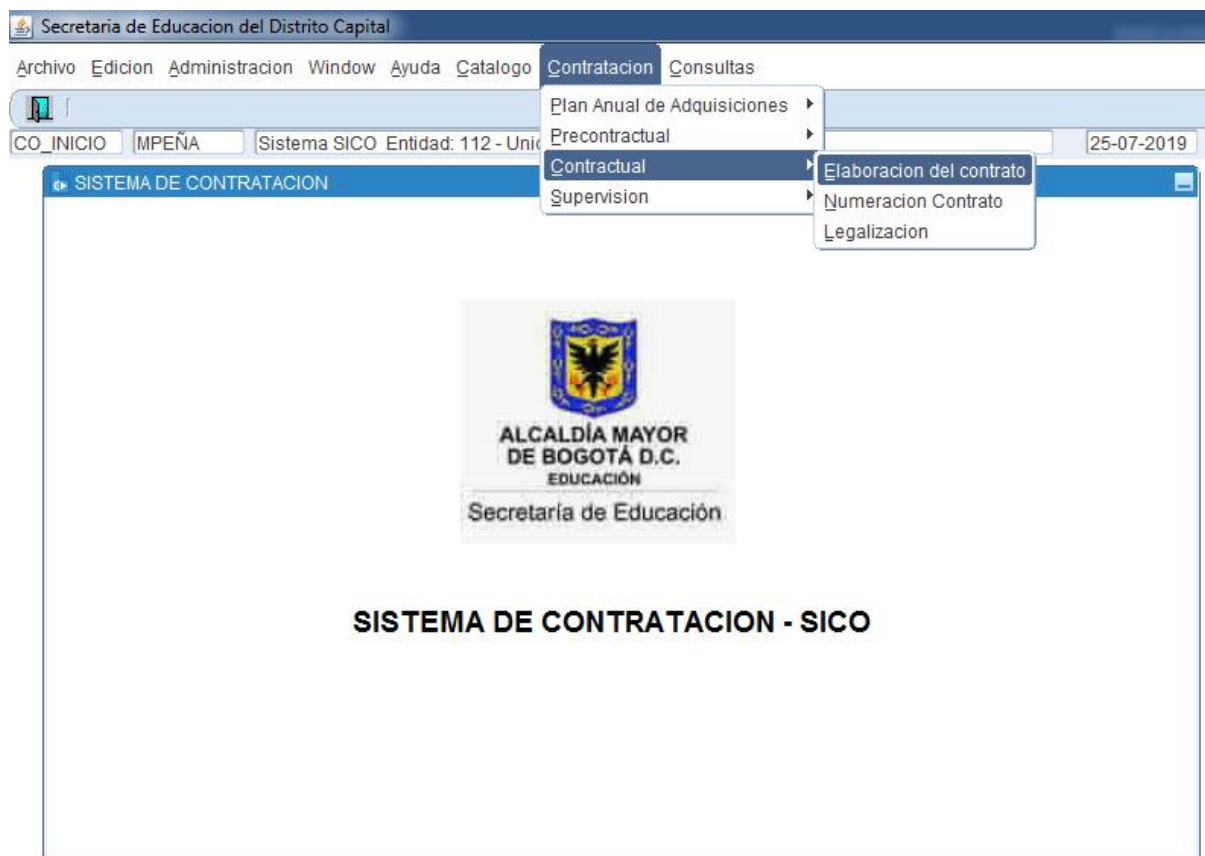 Secretaria de Educacion del Distrito Capital
Archivo Edicion Administracion Window Ayuda Catalogo Contratacion Consultas
Plan Anual de Adquisiciones
CO_INICIO MPEÑA Sistema SICO Entidad: 112 - 25-07-2019
Precontractual
Contractual
Elaboracion del contrato
SISTEMA DE CONTRATACION
Supervision
Numeracion Contrato
Legalizacion
ALCALDÍA MAYOR
DE BOGOTÁ D.C.
EDUCACIÓN
Secretaría de Educación
SISTEMA DE CONTRATACION - SICO